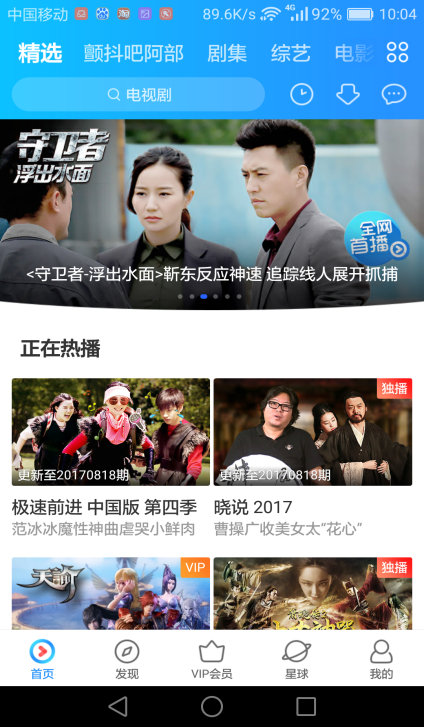 中国移动 89.6K/s 4G 92% 10:04
精选 颤抖吧阿部 剧集 综艺 电影
电视剧
守卫者
浮出水面
全网
首播
<守卫者-浮出水面>靳东反应神速 追踪线人展开抓捕
正在热播
独播
更新至20170818期 更新至20170818期
极速前进 中国版 第四季 晓说 2017
范冰冰魔性神曲虐哭小鲜肉 曹操广收美女太“花心”
VIP 独播
首页 发现 VIP会员 星球 我的